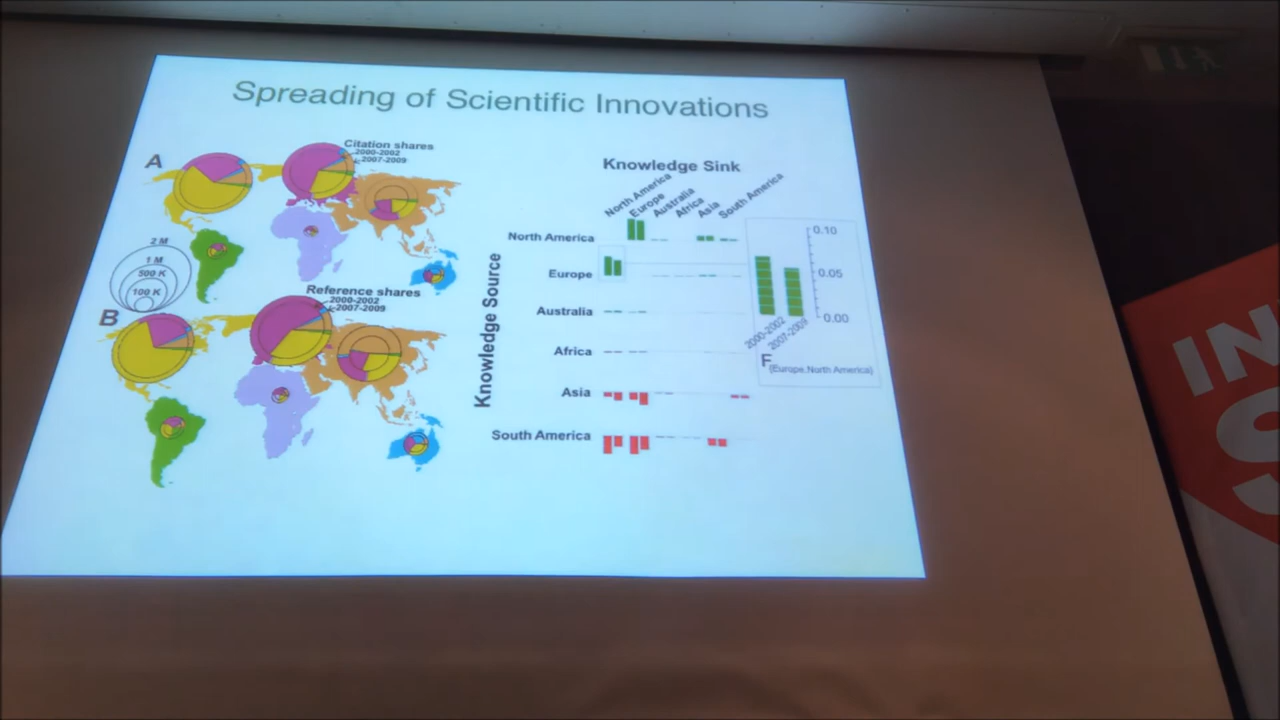 Spreading of Scientific Innovations
A
Citation shares
2000-2002
2007-2009
2 M
1 M
500 K
100 K
B
Reference shares
2000-2002
2007-2009
Knowledge Sink
North America
Europe
Australia
Africa
Asia
South America
Knowledge Source
North America
Europe
Australia
Africa
Asia
South America
0.10
0.05
0.00
2000-2002
2007-2009
F(Europe,North America)
IN
S